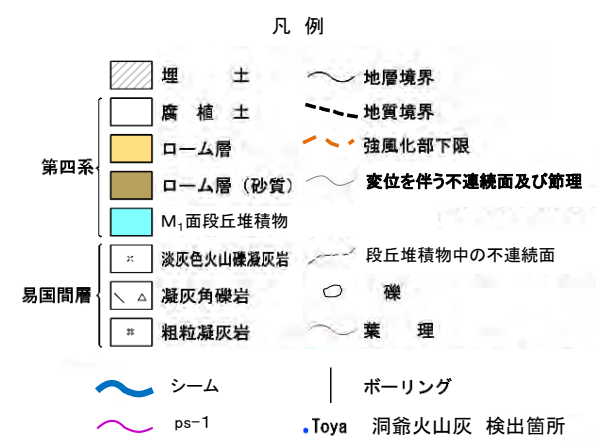 凡 例
埋 土
腐 植 土
ローム層
ローム層（砂質）
M1面段丘堆積物
第四系
淡灰色火山礫凝灰岩
凝灰角礫岩
粗粒凝灰岩
易国間層
シーム
ps-1
地層境界
地質境界
強風化部下限
変位を伴う不連続面及び節理
段丘堆積物中の不連続面
礫
葉 理
ボーリング
Toya 洞爺火山灰 検出箇所